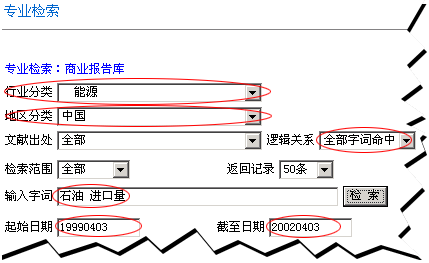 专业检索
专业检索：商业报告库
行业分类 能源
地区分类 中国
文献出处 全部 逻辑关系 全部字词命中
检索范围 全部 返回记录 50条
输入字词 石油 进口量 检 索
起始日期 19990403 截至日期 20020403